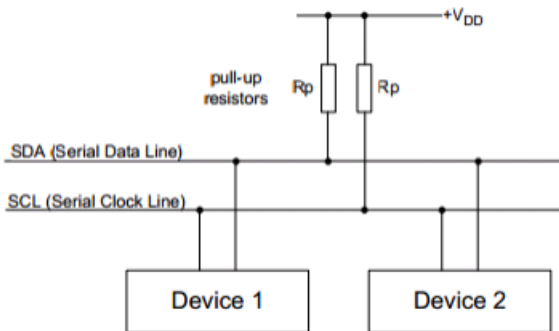 +VDD
pull-up
resistors
Rp
Rp
SDA (Serial Data Line)
SCL (Serial Clock Line)
Device 1
Device 2